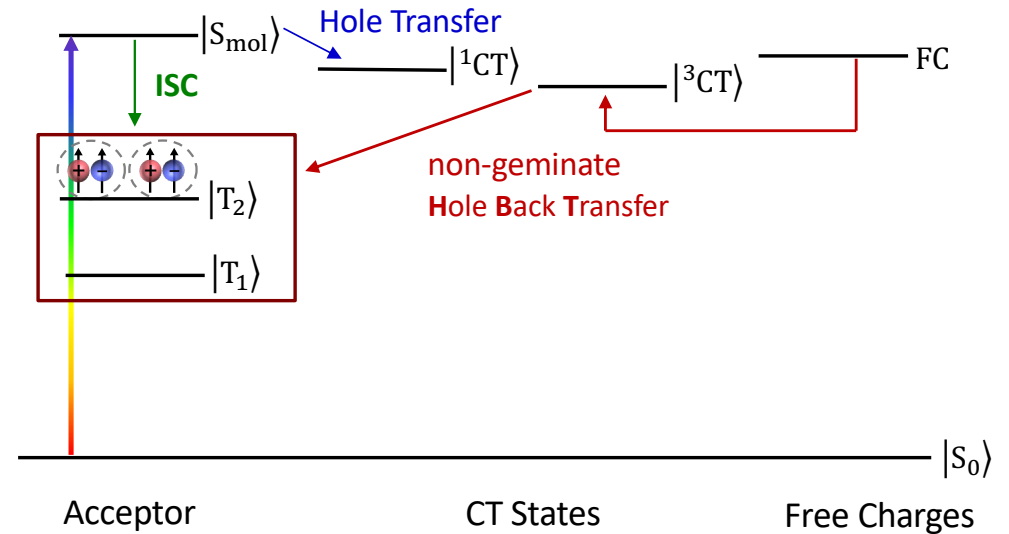 Hole Transfer
|S_mol⟩
|¹CT⟩
FC
|³CT⟩
ISC
+ − + −
non-geminate
Hole Back Transfer
|T₂⟩
|T₁⟩
|S₀⟩
Acceptor
CT States
Free Charges